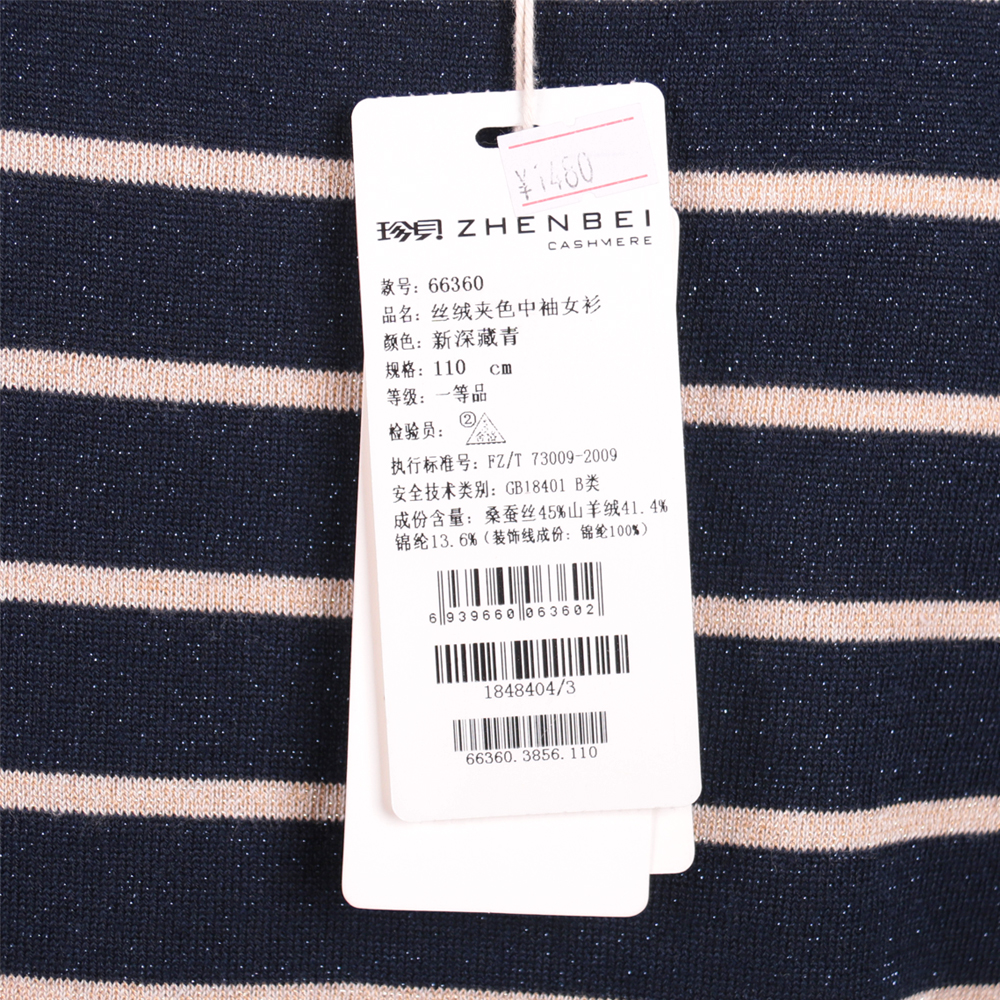 ¥1480
珍贝 ZHENBEI
CASHMERE
款号: 66360
品名: 丝绒夹色中袖女衫
颜色: 新深藏青
规格: 110 cm
等级: 一等品
检验员: ②
执行标准号: FZ/T 73009-2009
安全技术类别: GB18401 B类
成份含量: 桑蚕丝45%山羊绒41.4%
锦纶13.6%(装饰线成份: 锦纶100%)
6 939660 063602
1848404/3
66360.3856.110